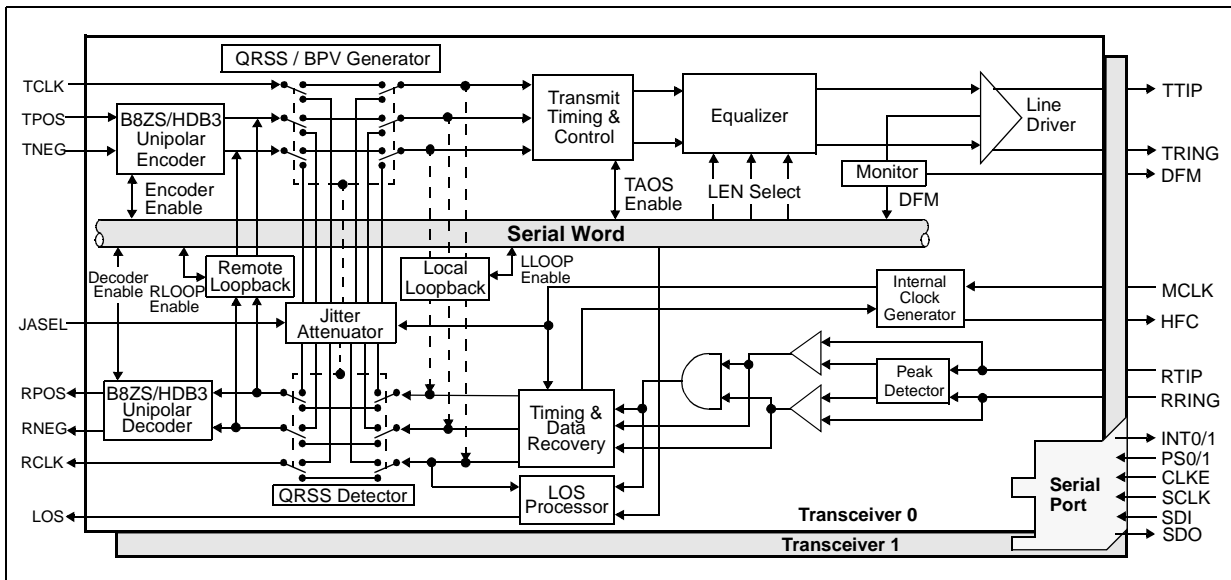 QRSS / BPV Generator
TCLK
TPOS
TNEG
B8ZS/HDB3
Unipolar
Encoder
Encoder
Enable
Transmit
Timing &
Control
TAOS
Enable
Equalizer
LEN Select
Line
Driver
Monitor
DFM
TTIP
TRING
DFM
Serial Word
Decoder
Enable
RLOOP
Enable
Remote
Loopback
Local
Loopback
LLOOP
Enable
Internal
Clock
Generator
MCLK
HFC
JASEL
Jitter
Attenuator
Peak
Detector
RTIP
RRING
RPOS
RNEG
RCLK
LOS
B8ZS/HDB3
Unipolar
Decoder
QRSS Detector
Timing &
Data
Recovery
LOS
Processor
Serial
Port
INT0/1
PS0/1
CLKE
SCLK
SDI
SDO
Transceiver 0
Transceiver 1